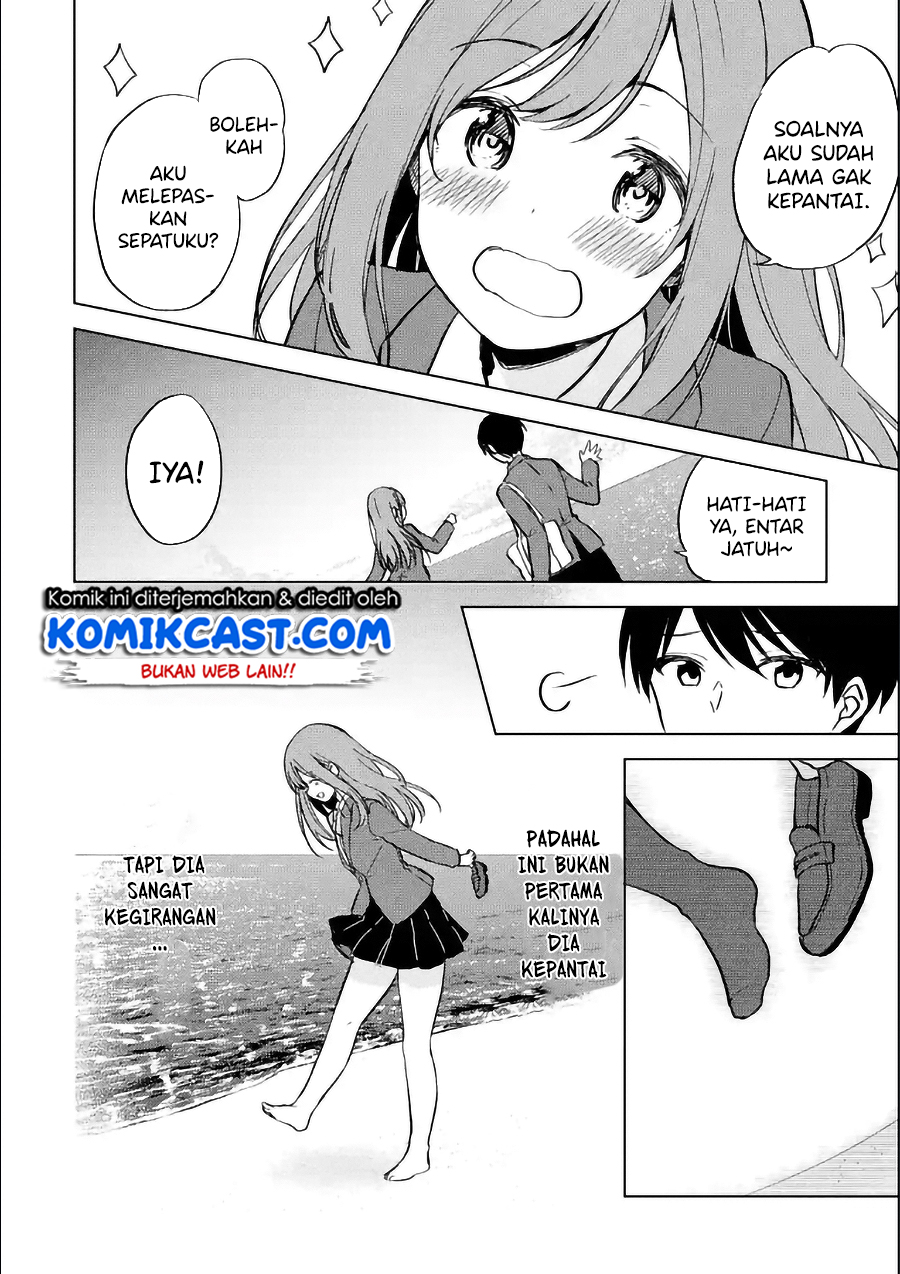 SOALNYA
AKU SUDAH
LAMA GAK
KEPANTAI.
BOLEH-
KAH
AKU
MELEPAS-
KAN
SEPATUKU?
HATI-HATI
YA, ENTAR
JATUH~
IYA!
Komik ini diterjemahkan & diedit oleh
KOMIKCAST.COM
BUKAN WEB LAIN!!
PADAHAL
INI BUKAN
PERTAMA
KALINYA
DIA
KEPANTAI
TAPI DIA
SANGAT
KEGIRANGAN
...